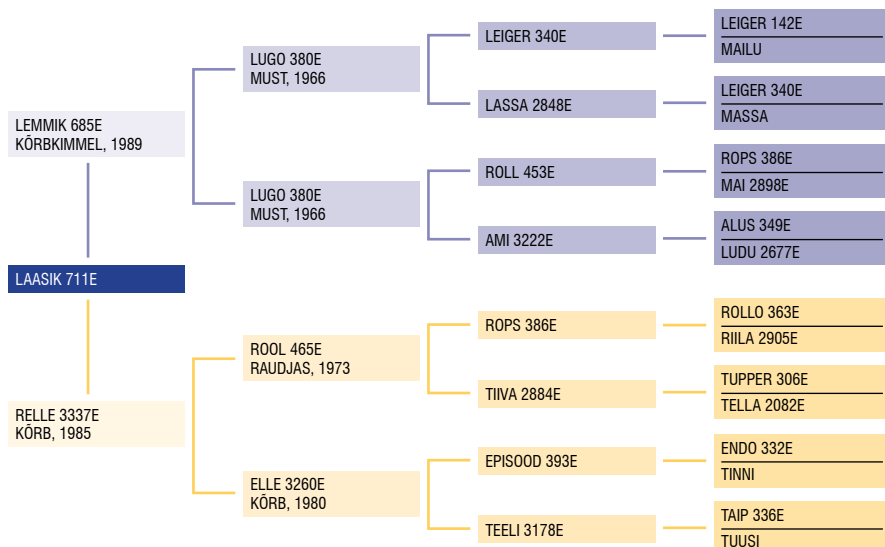 LEMMIK 685E
KÕRBKIMMEL, 1989
LAASIK 711E
RELLE 3337E
KÕRB, 1985
LUGO 380E
MUST, 1966
LUGO 380E
MUST, 1966
ROOL 465E
RAUDJAS, 1973
ELLE 3260E
KÕRB, 1980
LEIGER 340E
LASSA 2848E
ROLL 453E
AMI 3222E
ROPS 386E
TIIVA 2884E
EPISOOD 393E
TEELI 3178E
LEIGER 142E
MAILU
LEIGER 340E
MASSA
ROPS 386E
MAI 2898E
ALUS 349E
LUDU 2677E
ROLLO 363E
RIILA 2905E
TUPPER 306E
TELLA 2082E
ENDO 332E
TINNI
TAIP 336E
TUUSI